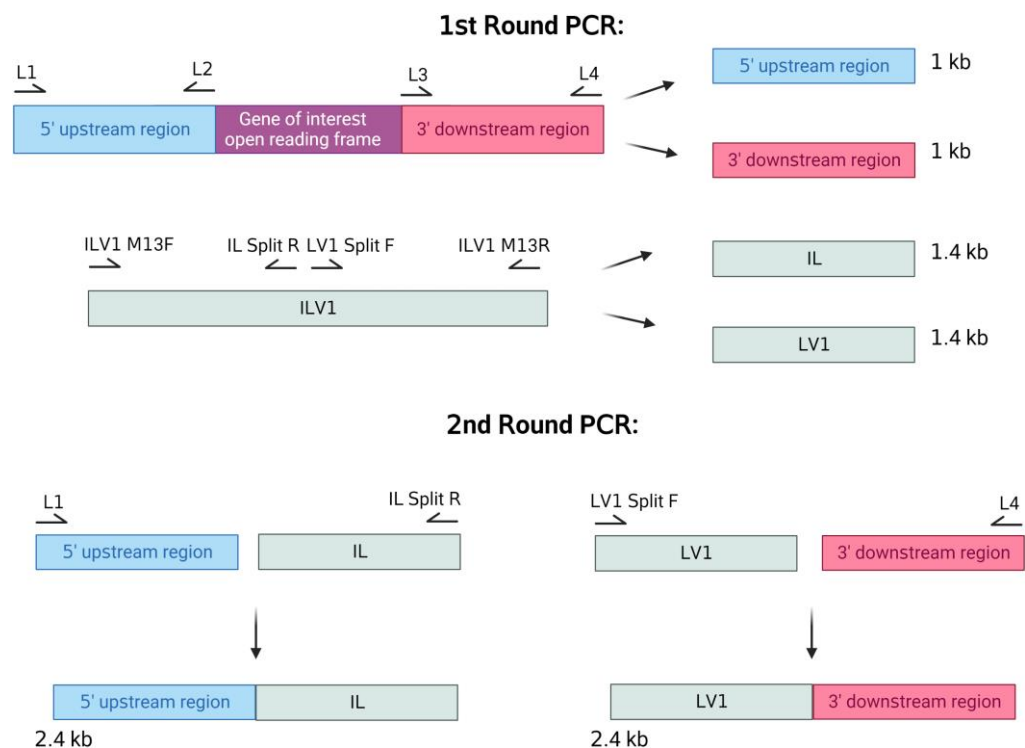 1st Round PCR:
L1
L2
L3
L4
5' upstream region
Gene of interest
open reading frame
3' downstream region
5' upstream region
1 kb
3' downstream region
1 kb
ILV1 M13F
IL Split R
LV1 Split F
ILV1 M13R
ILV1
IL
1.4 kb
LV1
1.4 kb
2nd Round PCR:
L1
IL Split R
5' upstream region
IL
LV1 Split F
L4
LV1
3' downstream region
5' upstream region
IL
2.4 kb
LV1
3' downstream region
2.4 kb